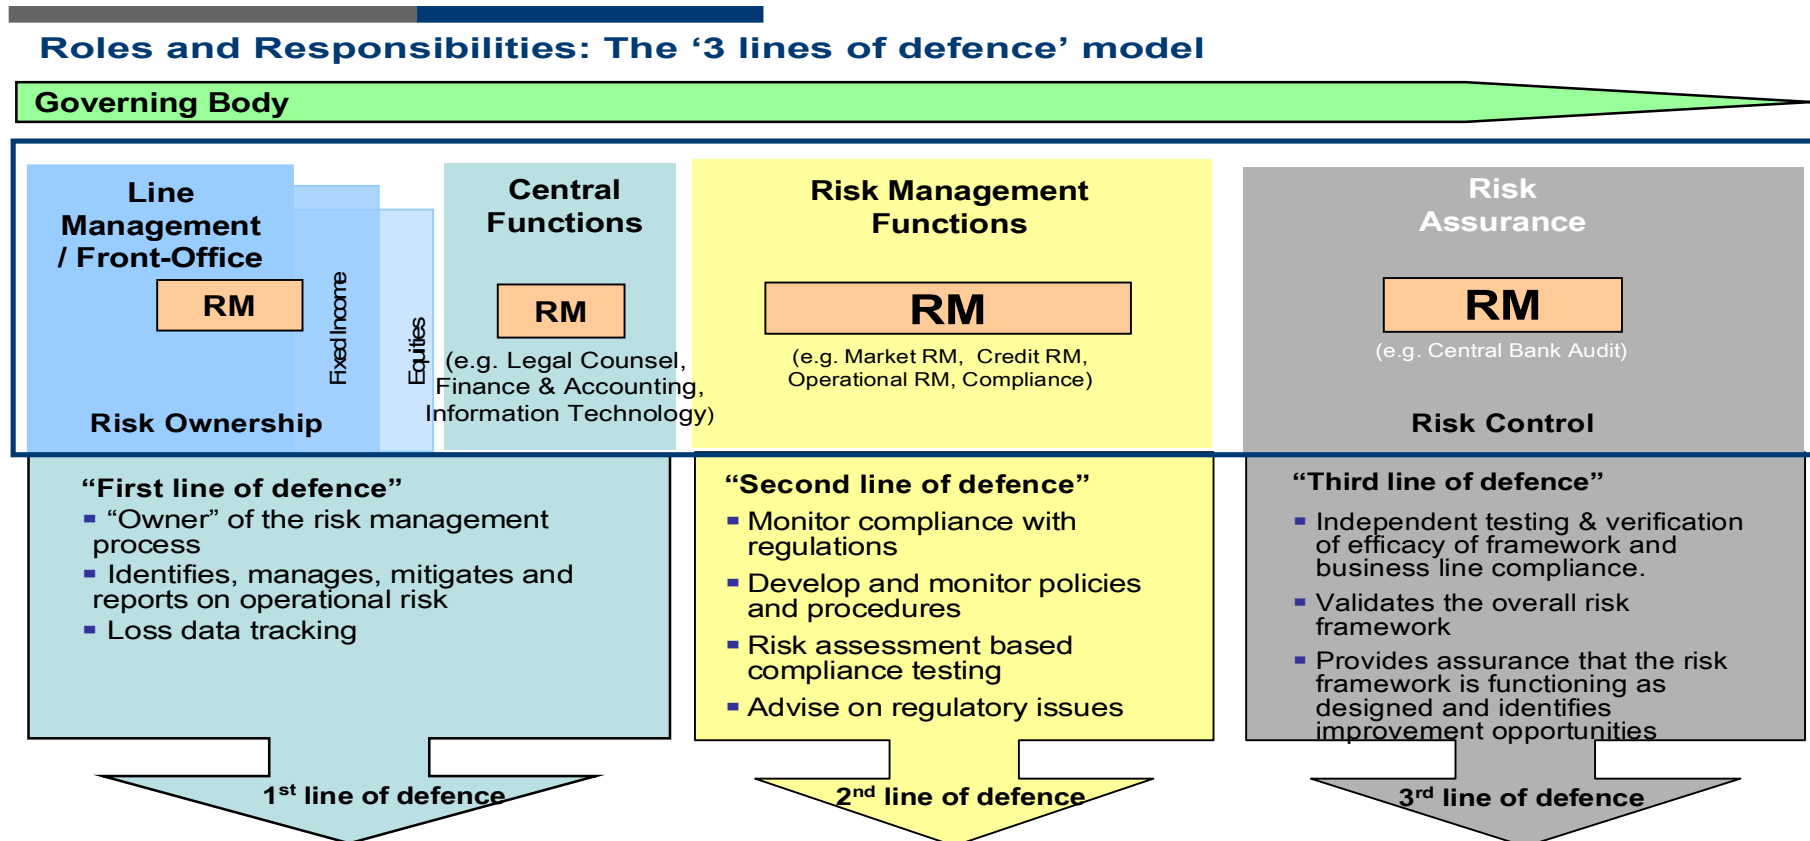 Roles and Responsibilities: The ‘3 lines of defence’ model
Governing Body
Line
Management
/ Front-Office
RM
Fixed Income
Equities
Risk Ownership
Central
Functions
RM
(e.g. Legal Counsel,
Finance & Accounting,
Information Technology)
Risk Management
Functions
RM
(e.g. Market RM, Credit RM,
Operational RM, Compliance)
Risk
Assurance
RM
(e.g. Central Bank Audit)
Risk Control
“First line of defence”
▪ “Owner” of the risk management
process
▪ Identifies, manages, mitigates and
reports on operational risk
▪ Loss data tracking
1st line of defence
“Second line of defence”
▪ Monitor compliance with
regulations
▪ Develop and monitor policies
and procedures
▪ Risk assessment based
compliance testing
▪ Advise on regulatory issues
2nd line of defence
“Third line of defence”
▪ Independent testing & verification
of efficacy of framework and
business line compliance.
▪ Validates the overall risk
framework
▪ Provides assurance that the risk
framework is functioning as
designed and identifies
improvement opportunities
3rd line of defence